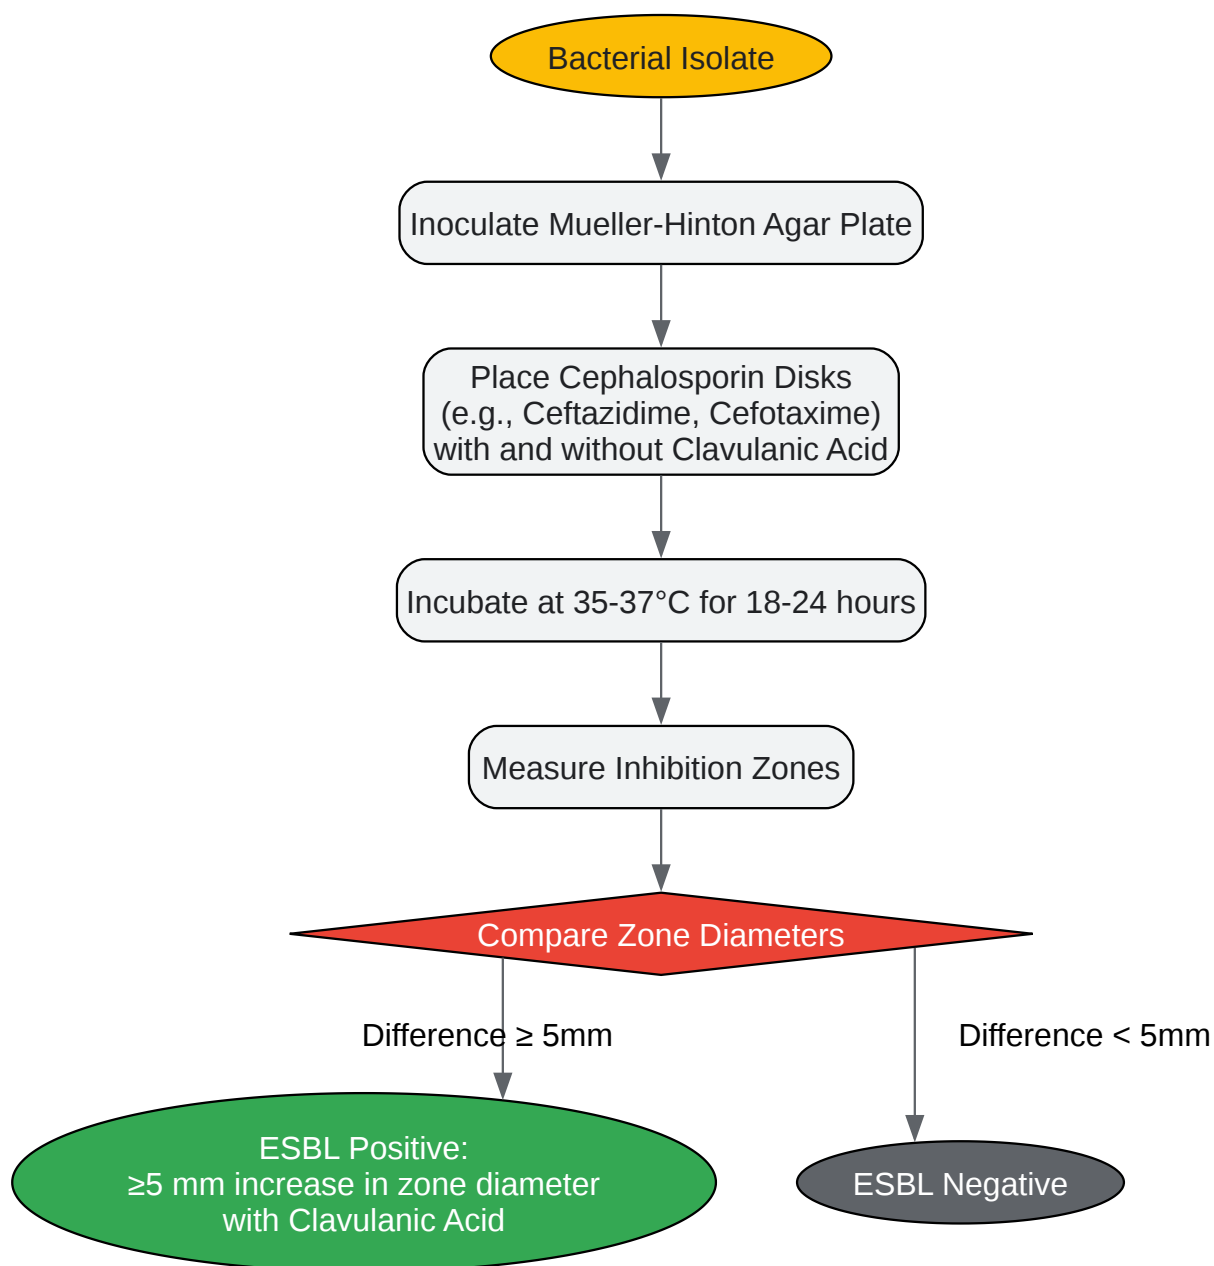 Bacterial Isolate
Inoculate Mueller-Hinton Agar Plate
Place Cephalosporin Disks
(e.g., Ceftazidime, Cefotaxime)
with and without Clavulanic Acid
Incubate at 35-37°C for 18-24 hours
Measure Inhibition Zones
Compare Zone Diameters
Difference ≥ 5mm
Difference < 5mm
ESBL Positive:
≥5 mm increase in zone diameter
with Clavulanic Acid
ESBL Negative